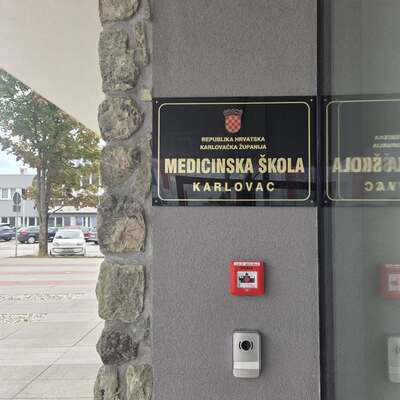 REPUBLIKA HRVATSKA
KARLOVAČKA ŽUPANIJA
MEDICINSKA ŠKOLA
KARLOVAC